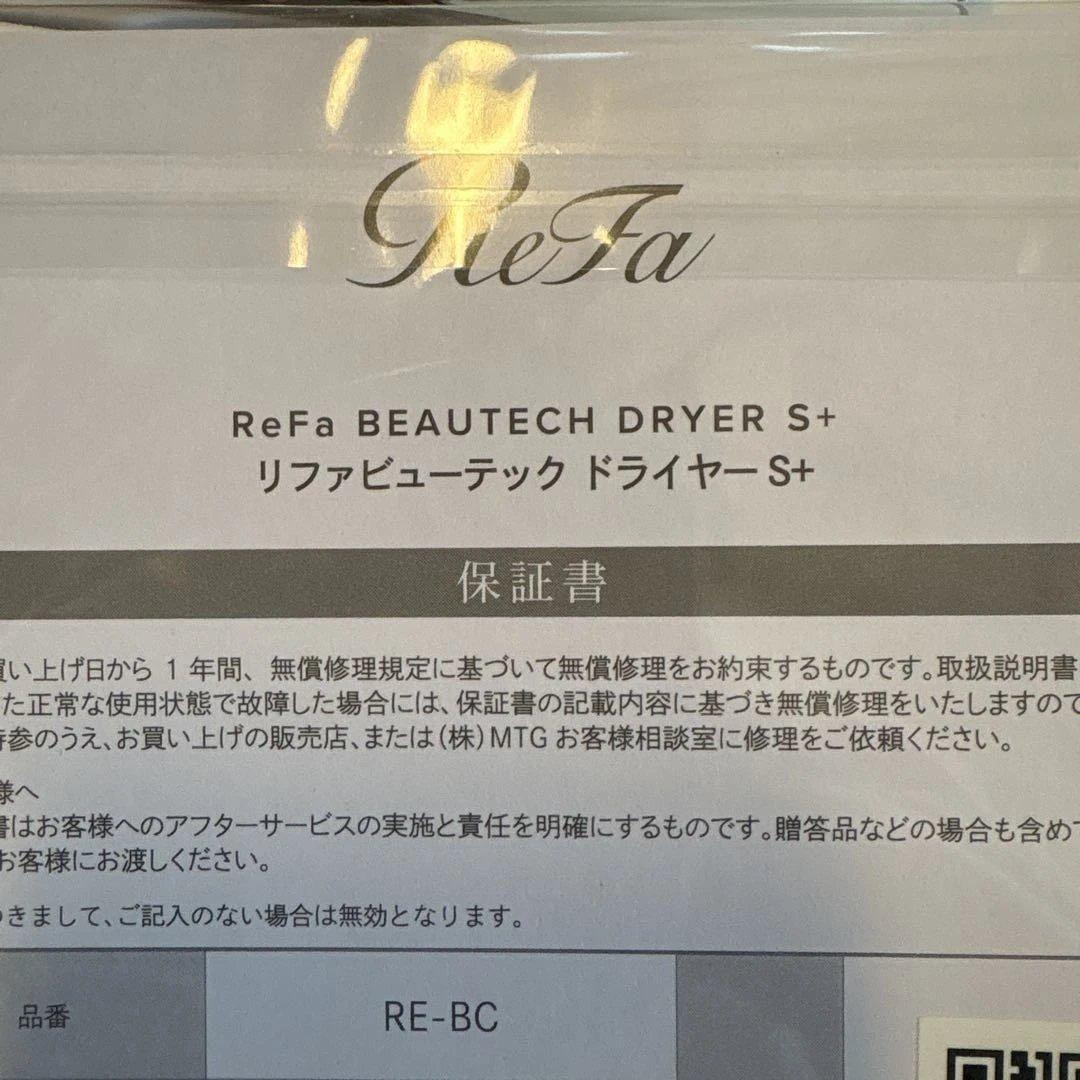 ReFa
ReFa BEAUTECH DRYER S+
リファビューテック ドライヤー S+
保証書
買い上げ日から 1 年間、無償修理規定に基づいて無償修理をお約束するものです。取扱説明書
た正常な使用状態で故障した場合には、保証書の記載内容に基づき無償修理をいたしますので
持参のうえ、お買い上げの販売店、または(株)MTG お客様相談室に修理をご依頼ください。
様へ
書はお客様へのアフターサービスの実施と責任を明確にするものです。贈答品などの場合も含めて
お客様にお渡しください。
つきまして、ご記入のない場合は無効となります。
品番
RE-BC